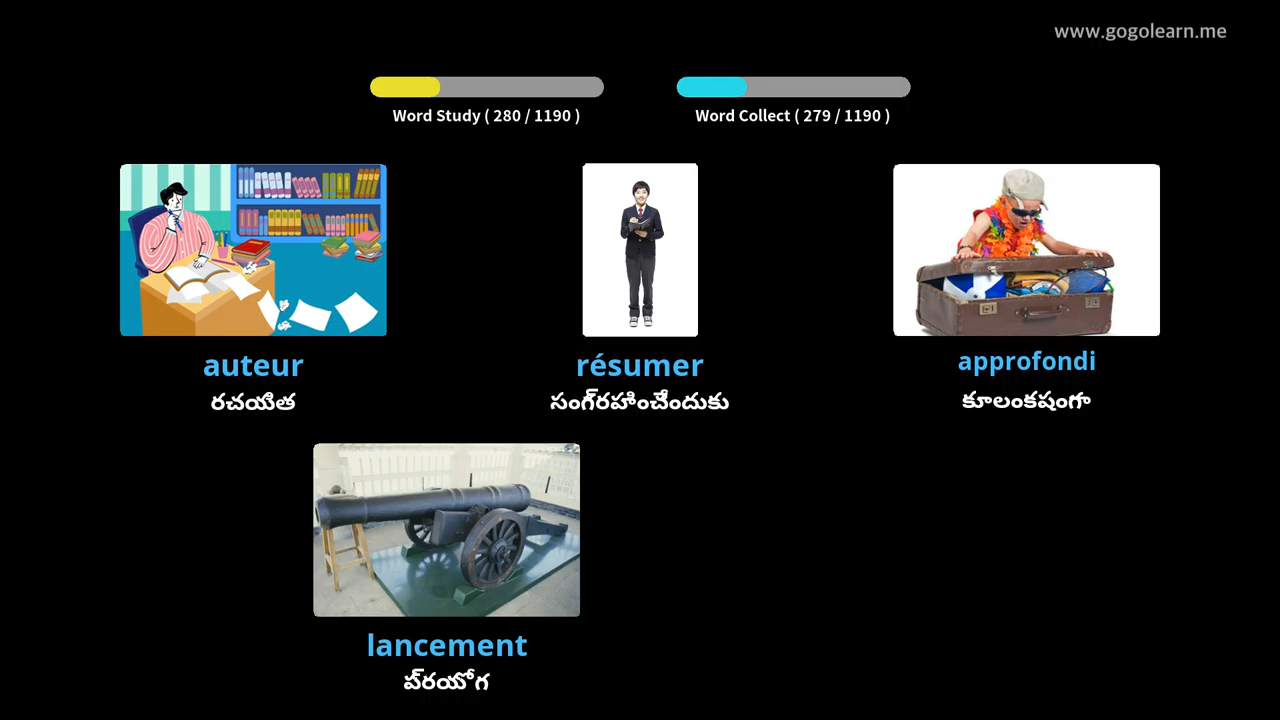 www.gogolearn.me
Word Study ( 280 / 1190 )
Word Collect ( 279 / 1190 )
auteur
రచయిత
résumer
సంగ్‌రహించేందుకు
approfondi
కూలంకషంగా
lancement
ప్‌రయోగ